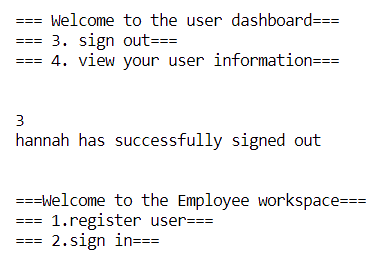 === Welcome to the user dashboard===
=== 3. sign out===
=== 4. view your user information===
3
hannah has successfully signed out
===Welcome to the Employee workspace===
=== 1.register user===
=== 2.sign in===